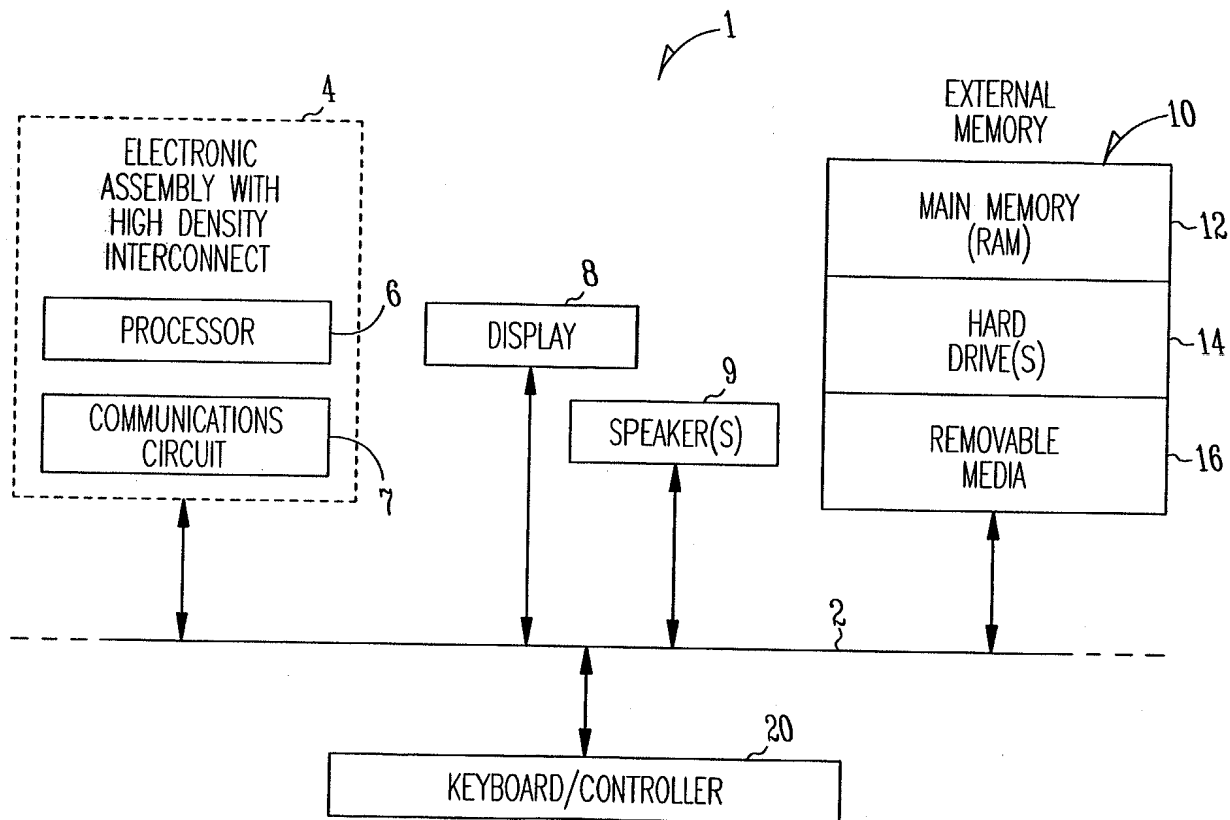 1
4
ELECTRONIC
ASSEMBLY WITH
HIGH DENSITY
INTERCONNECT
6
PROCESSOR
COMMUNICATIONS
CIRCUIT
7
8
DISPLAY
9
SPEAKER(S)
EXTERNAL
MEMORY
10
MAIN MEMORY
(RAM)
12
HARD
DRIVE(S)
14
REMOVABLE
MEDIA
16
2
20
KEYBOARD/CONTROLLER